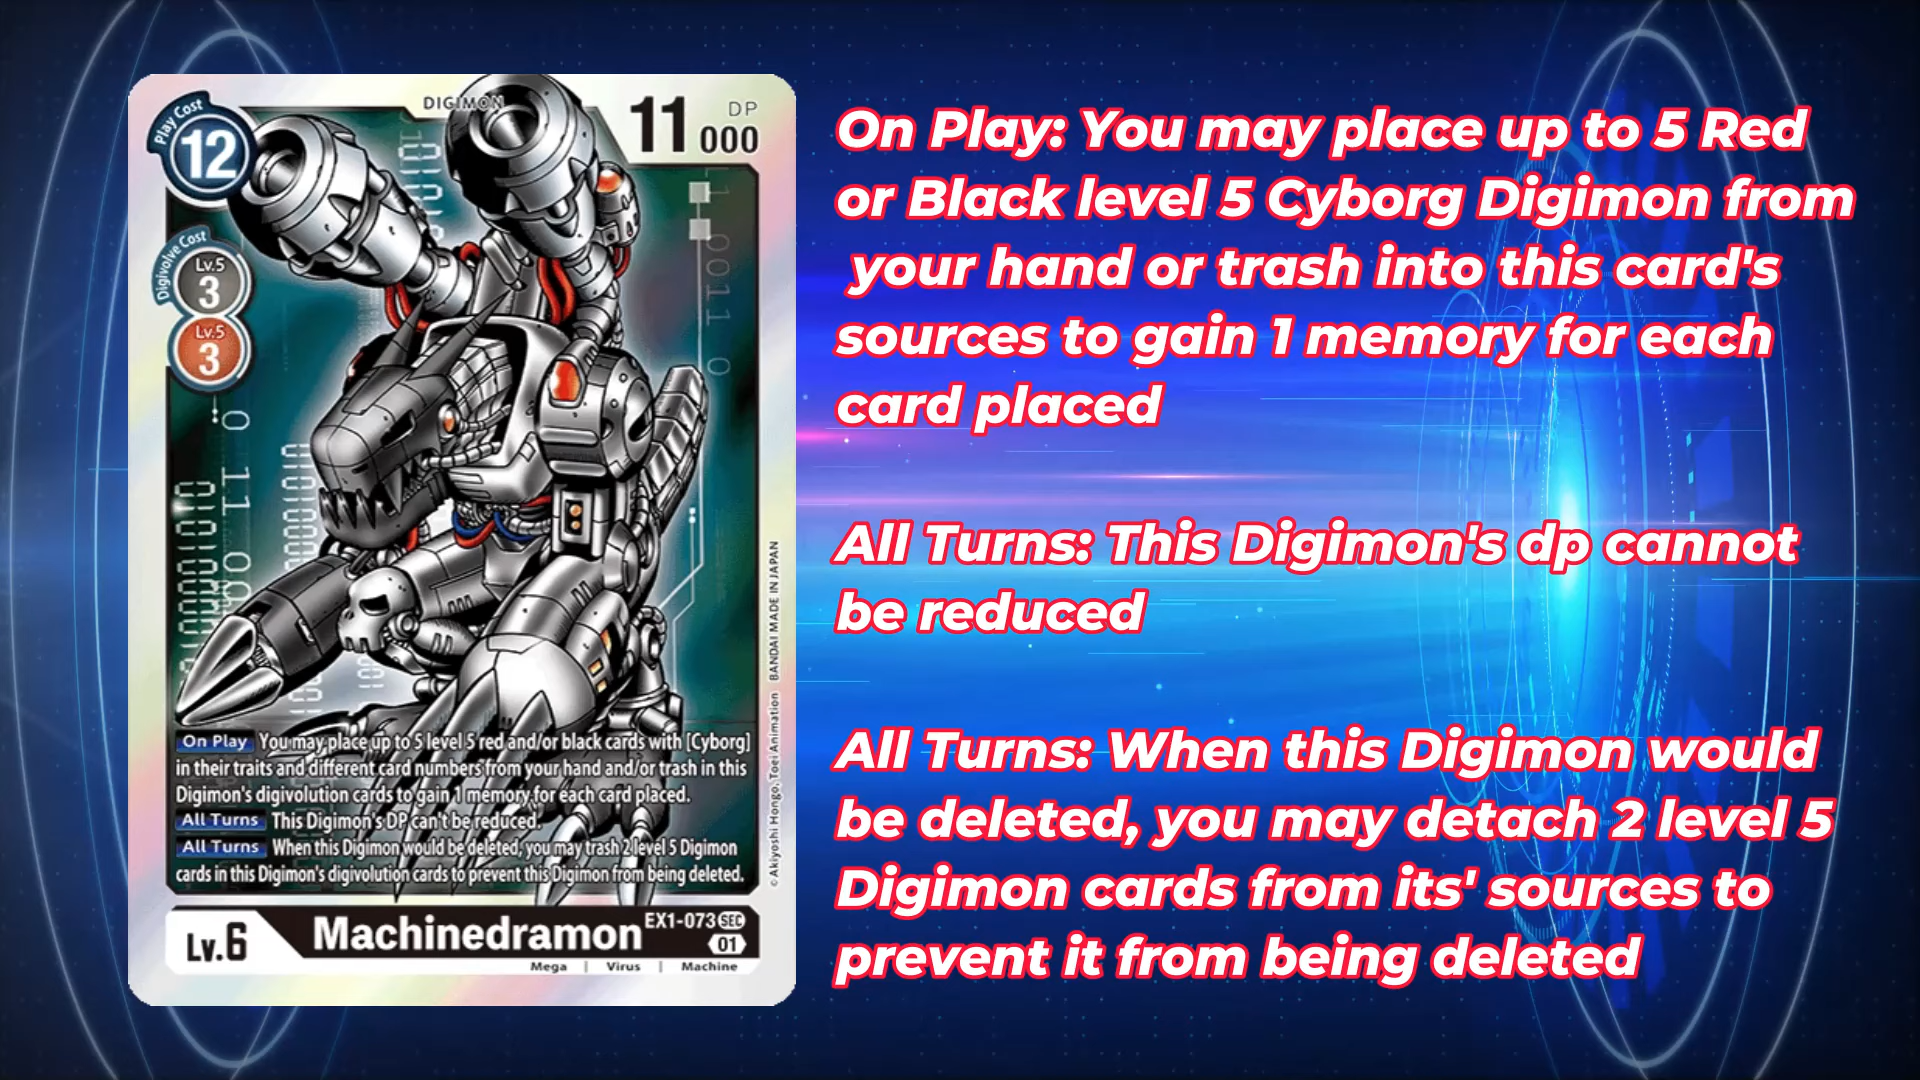 DIGIMON
Play Cost
12
11000
DP
Digivolve Cost
Lv.5
3
Lv.5
3
On Play You may place up to 5 level 5 red and/or black cards with [Cyborg]
in their traits and different card numbers from your hand and/or trash in this
Digimon's digivolution cards to gain 1 memory for each card placed.
All Turns This Digimon's DP can't be reduced.
All Turns When this Digimon would be deleted, you may trash 2 level 5 Digimon
cards in this Digimon's digivolution cards to prevent this Digimon from being deleted.
©Akiyoshi Hongo, Toei Animation BANDAI MADE IN JAPAN
Lv.6
Machinedramon
EX1-073 SEC
01
Mega | Virus | Machine
On Play: You may place up to 5 Red
or Black level 5 Cyborg Digimon from
your hand or trash into this card's
sources to gain 1 memory for each
card placed
All Turns: This Digimon's dp cannot
be reduced
All Turns: When this Digimon would
be deleted, you may detach 2 level 5
Digimon cards from its' sources to
prevent it from being deleted